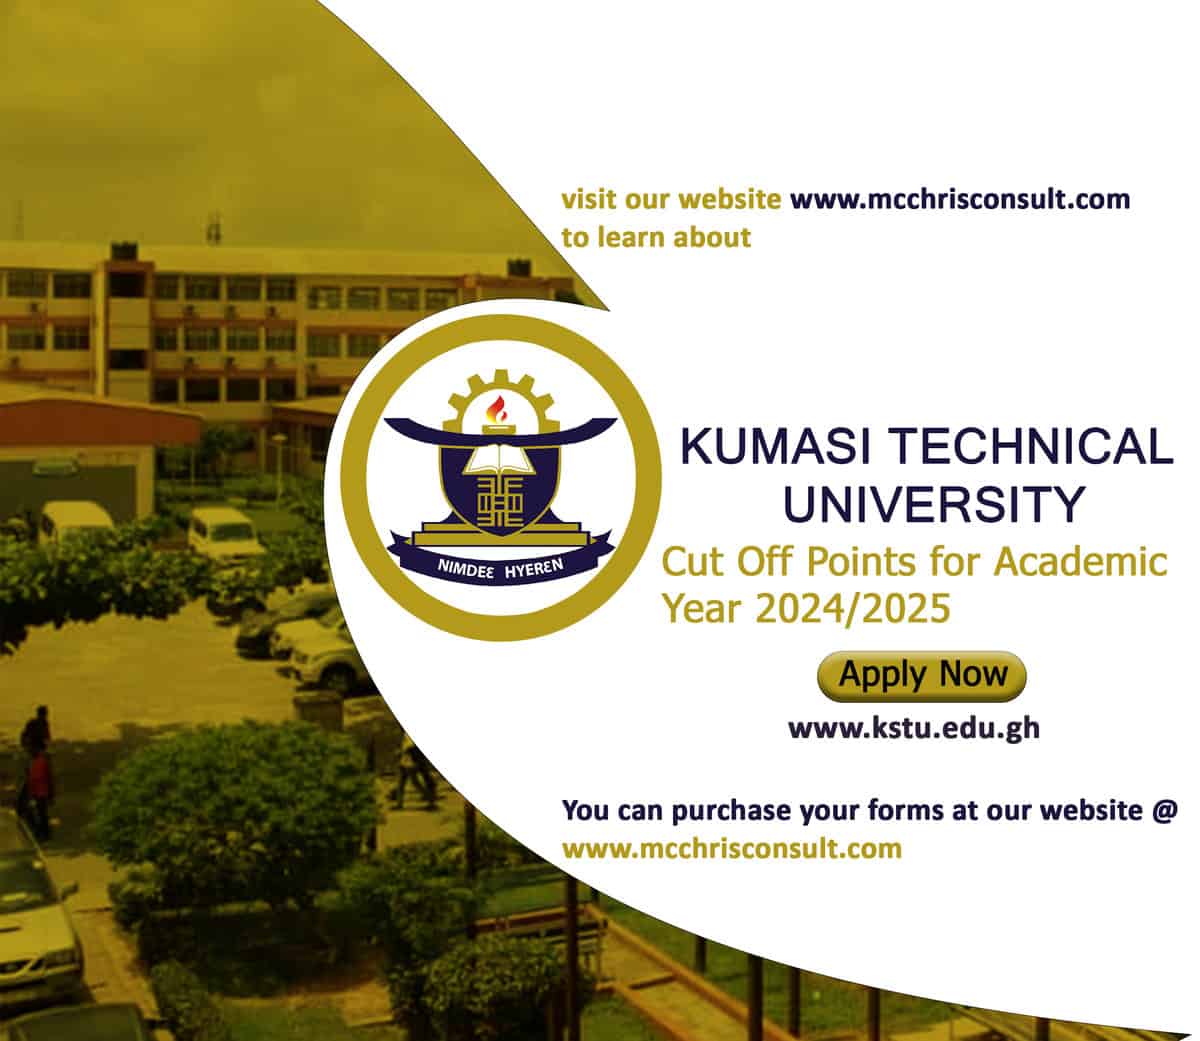 visit our website www.mcchrisconsult.com
to learn about
NIMDEƐ HYERƐN
KUMASI TECHNICAL
UNIVERSITY
Cut Off Points for Academic
Year 2024/2025
Apply Now
www.kstu.edu.gh
You can purchase your forms at our website @
www.mcchrisconsult.com